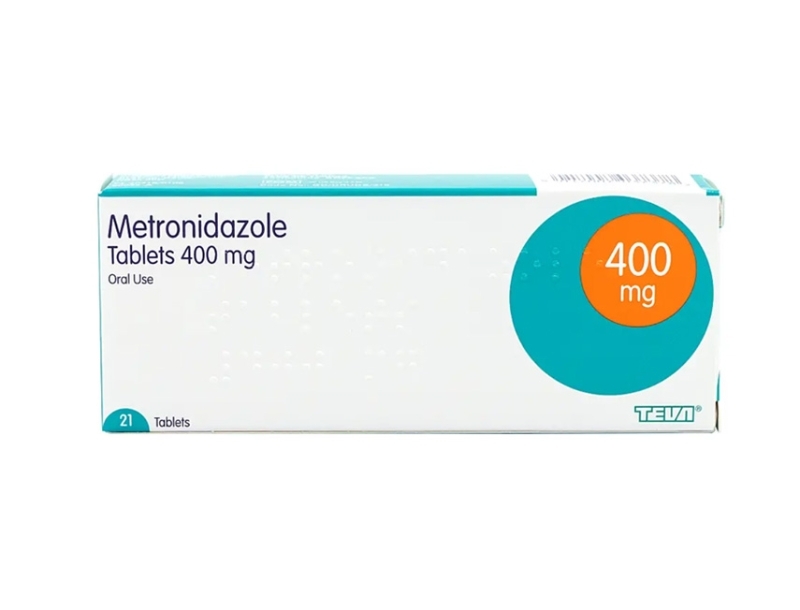 Metronidazole
Tablets 400 mg
Oral Use
400
mg
21 Tablets
TEVA®